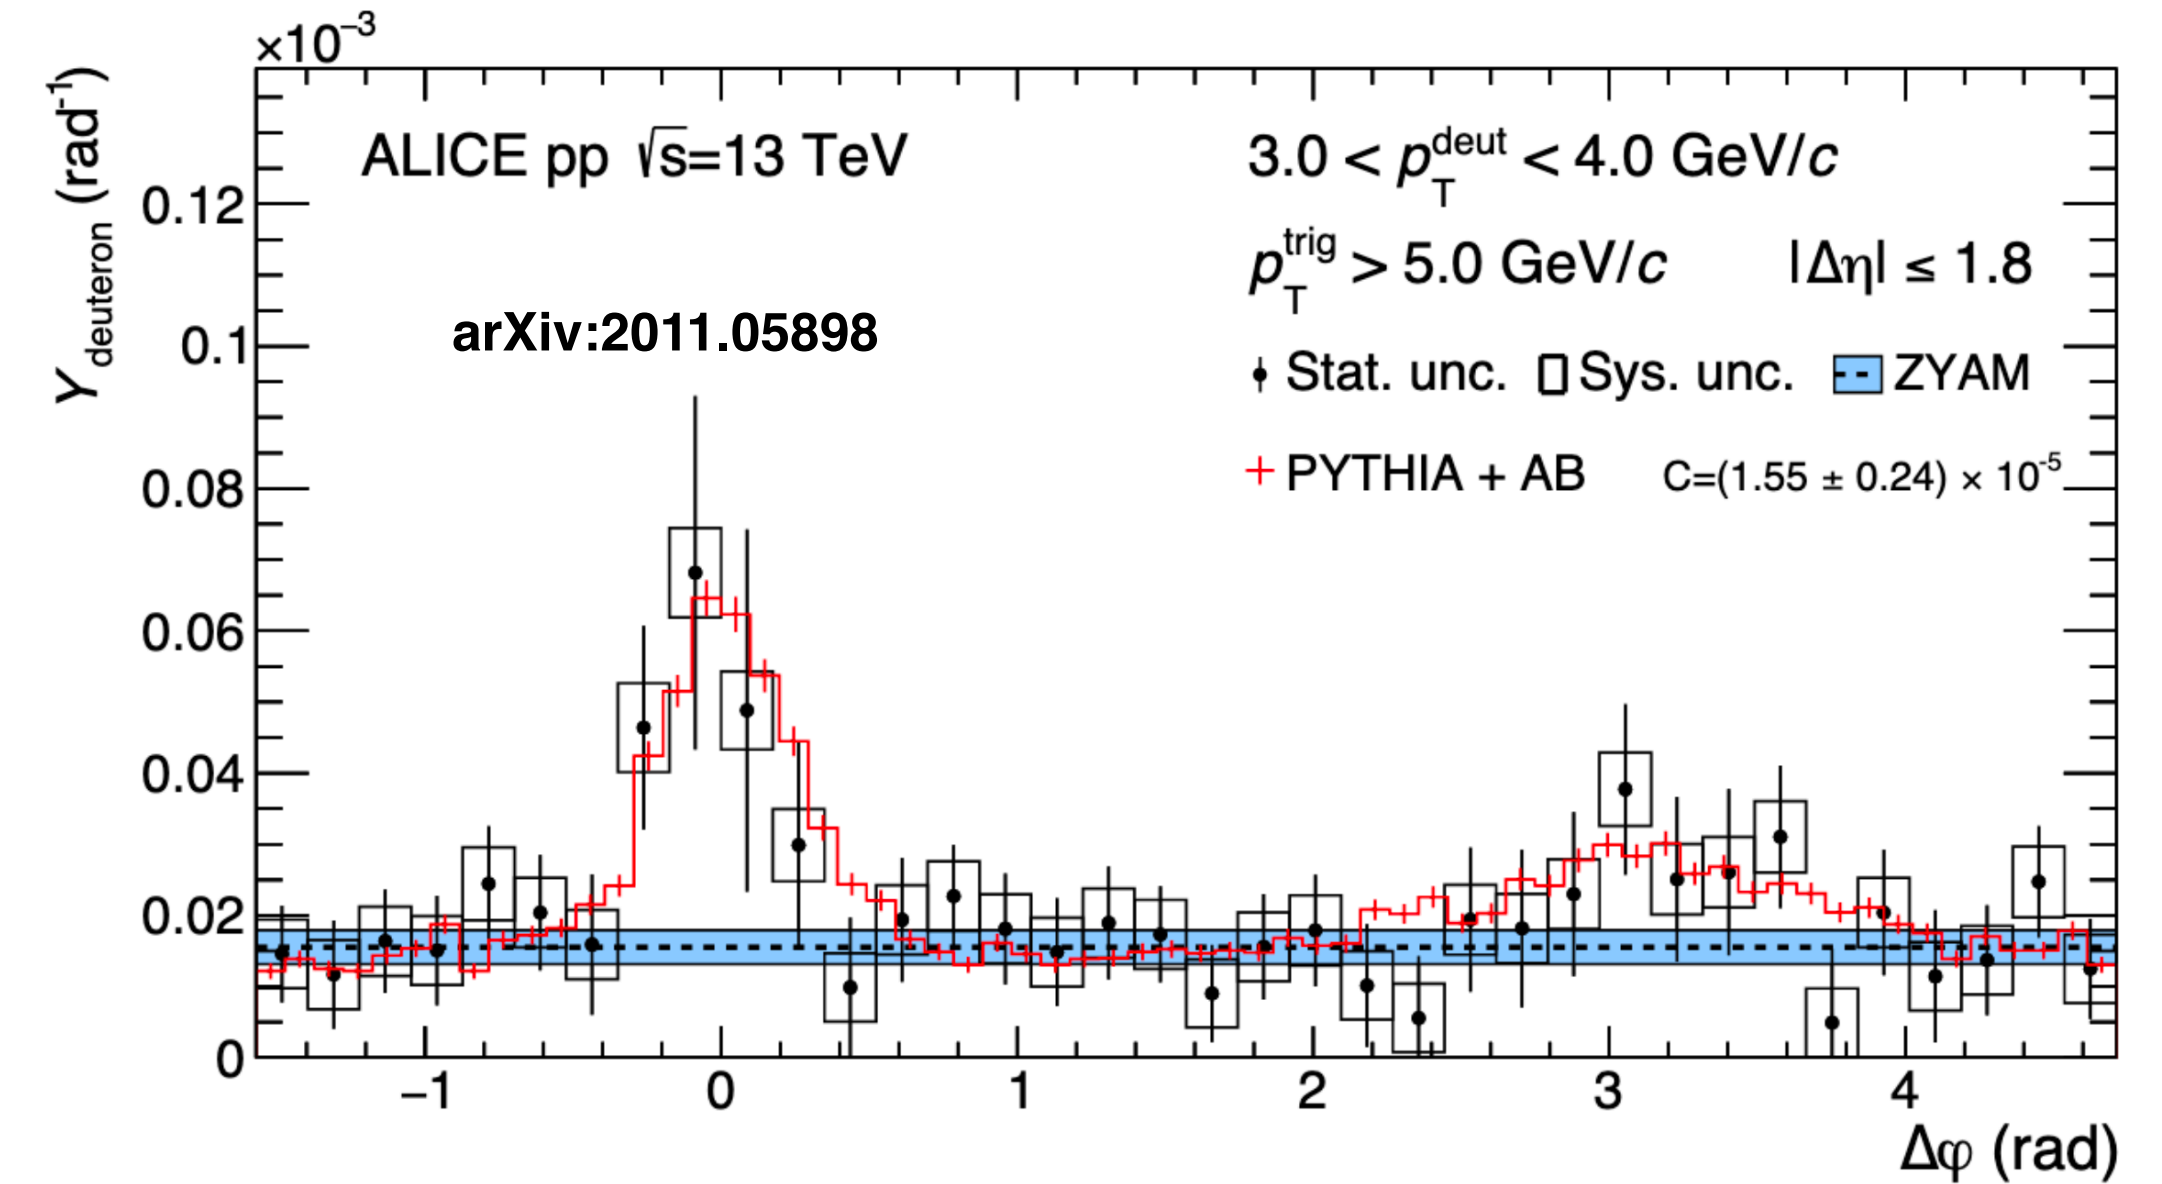 ×10⁻³
Y_deuteron (rad⁻¹)
ALICE pp √s=13 TeV
3.0 < p_T^deut < 4.0 GeV/c
p_T^trig > 5.0 GeV/c |Δη| ≤ 1.8
arXiv:2011.05898
Stat. unc. Sys. unc. ZYAM
PYTHIA + AB C=(1.55 ± 0.24) × 10⁻⁵
0.12
0.1
0.08
0.06
0.04
0.02
0
−1 0 1 2 3 4
Δφ (rad)